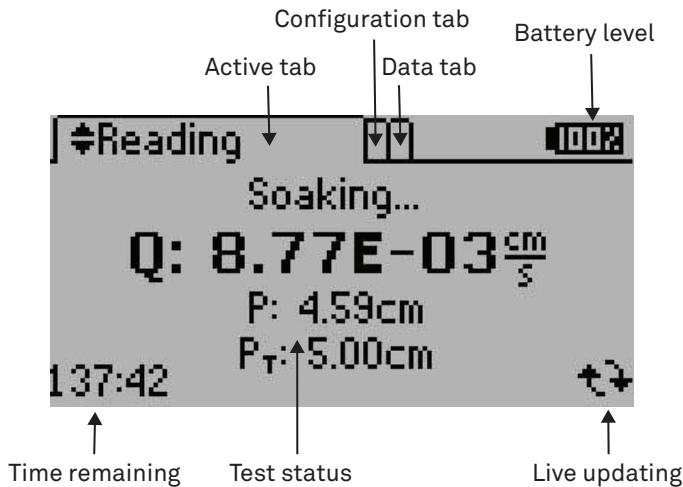 Configuration tab
Battery level
Active tab
Data tab
Reading
100%
Soaking...
Q: 8.77E-03 cm/s
P: 4.59cm
PT: 5.00cm
137:42
Time remaining
Test status
Live updating